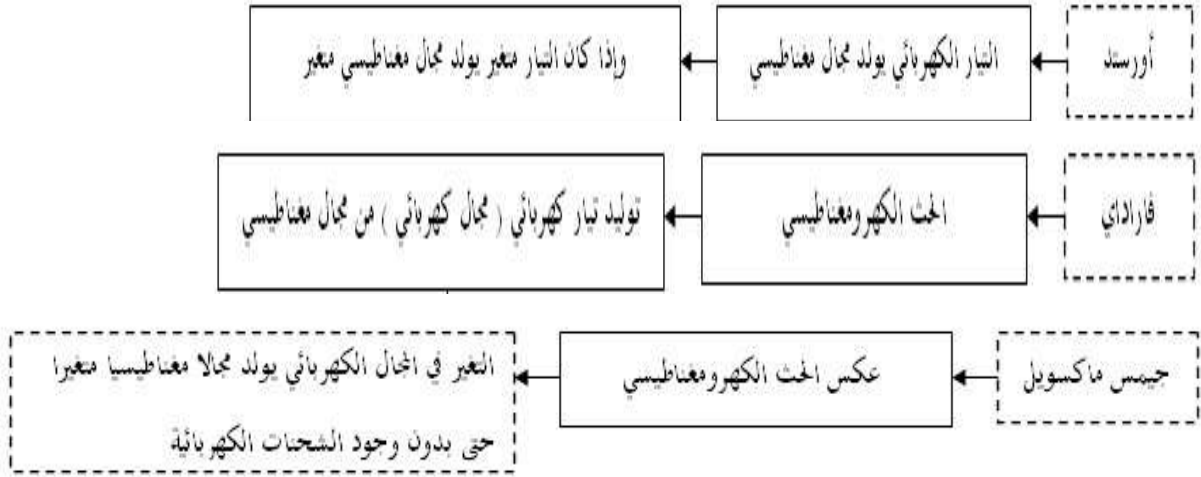 أورستد
التيار الكهربائي يولد مجال مغناطيسي
وإذا كان التيار متغير يولد مجال مغناطيسي متغير
فاراداي
الحث الكهرومغناطيسي
توليد تيار كهربائي ( مجال كهربائي ) من مجال مغناطيسي
جيمس ماكسويل
عكس الحث الكهرومغناطيسي
التغير في المجال الكهربائي يولد مجالا مغناطيسيا متغيرا
حتى بدون وجود الشحنات الكهربائية